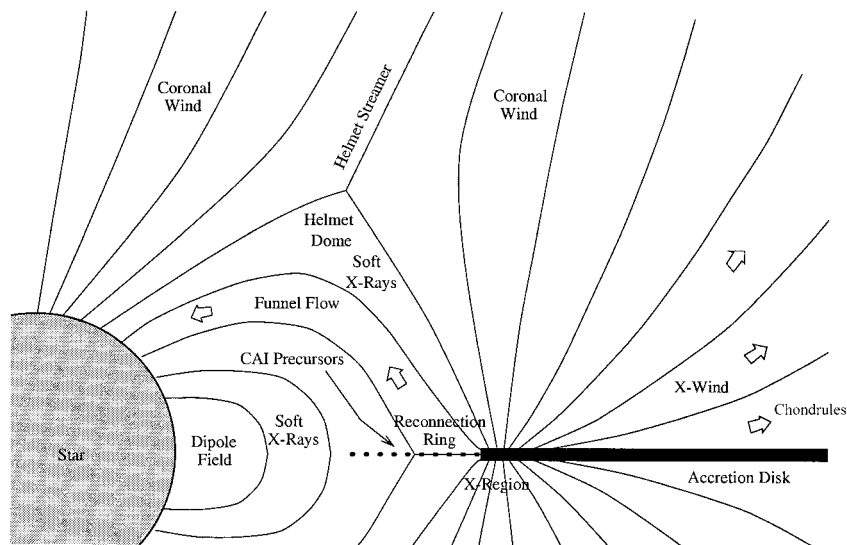 Coronal
Wind
Helmet Streamer
Coronal
Wind
Helmet
Dome
Soft
X-Rays
Funnel Flow
CAI Precursors
X-Wind
Chondrules
Reconnection
Ring
Soft
X-Rays
Dipole
Field
Star
X-Region
Accretion Disk